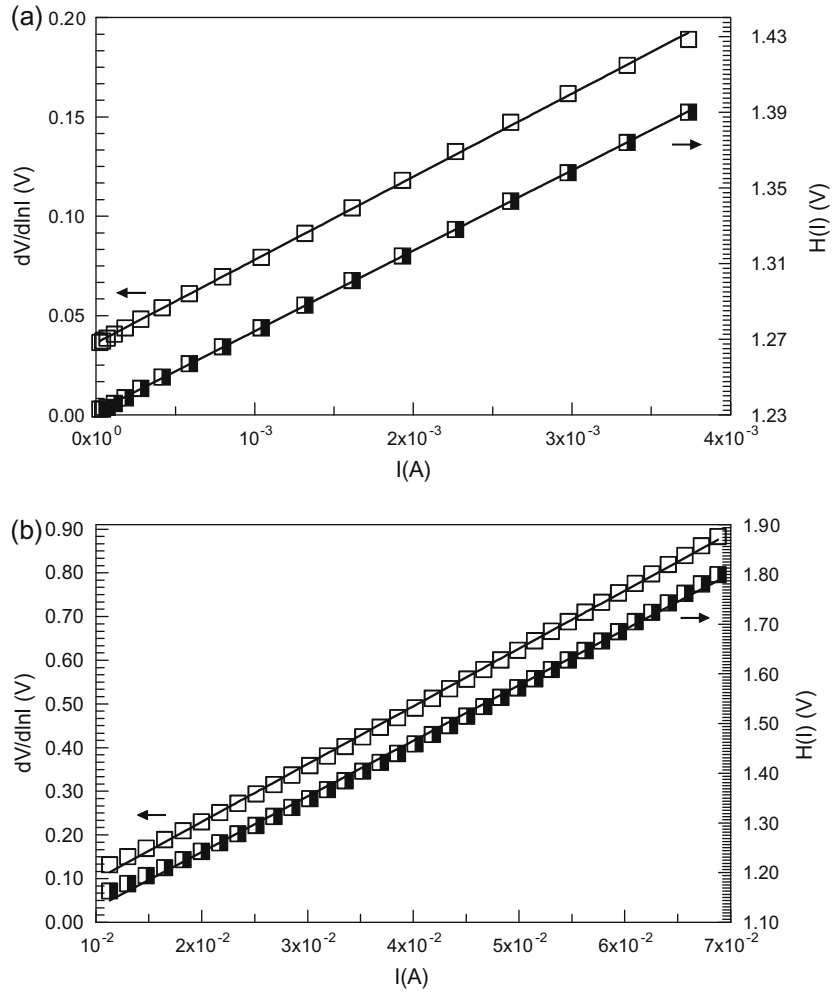 (a)
0.20
0.15
0.10
0.05
0.00
dV/dlnI (V)
1.43
1.39
1.35
1.31
1.27
1.23
H(I) (V)
0x10⁰
10⁻³
2x10⁻³
3x10⁻³
4x10⁻³
I(A)
(b)
0.90
0.80
0.70
0.60
0.50
0.40
0.30
0.20
0.10
0.00
dV/dlnI (V)
1.90
1.80
1.70
1.60
1.50
1.40
1.30
1.20
1.10
H(I) (V)
10⁻²
2x10⁻²
3x10⁻²
4x10⁻²
5x10⁻²
6x10⁻²
7x10⁻²
I(A)